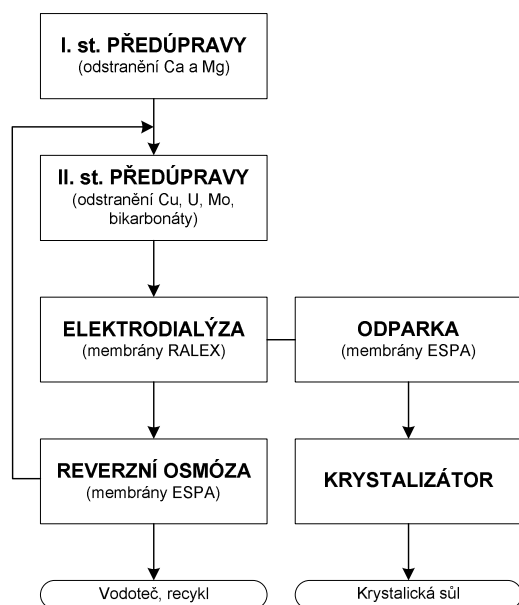 I. st. PŘEDÚPRAVY
(odstranění Ca a Mg)
II. st. PŘEDÚPRAVY
(odstranění Cu, U, Mo,
bikarbonáty)
ELEKTRODIALÝZA
(membrány RALEX)
ODPARKA
(membrány ESPA)
REVERZNÍ OSMÓZA
(membrány ESPA)
KRYSTALIZÁTOR
Vodoteč, recykl
Krystalická sůl